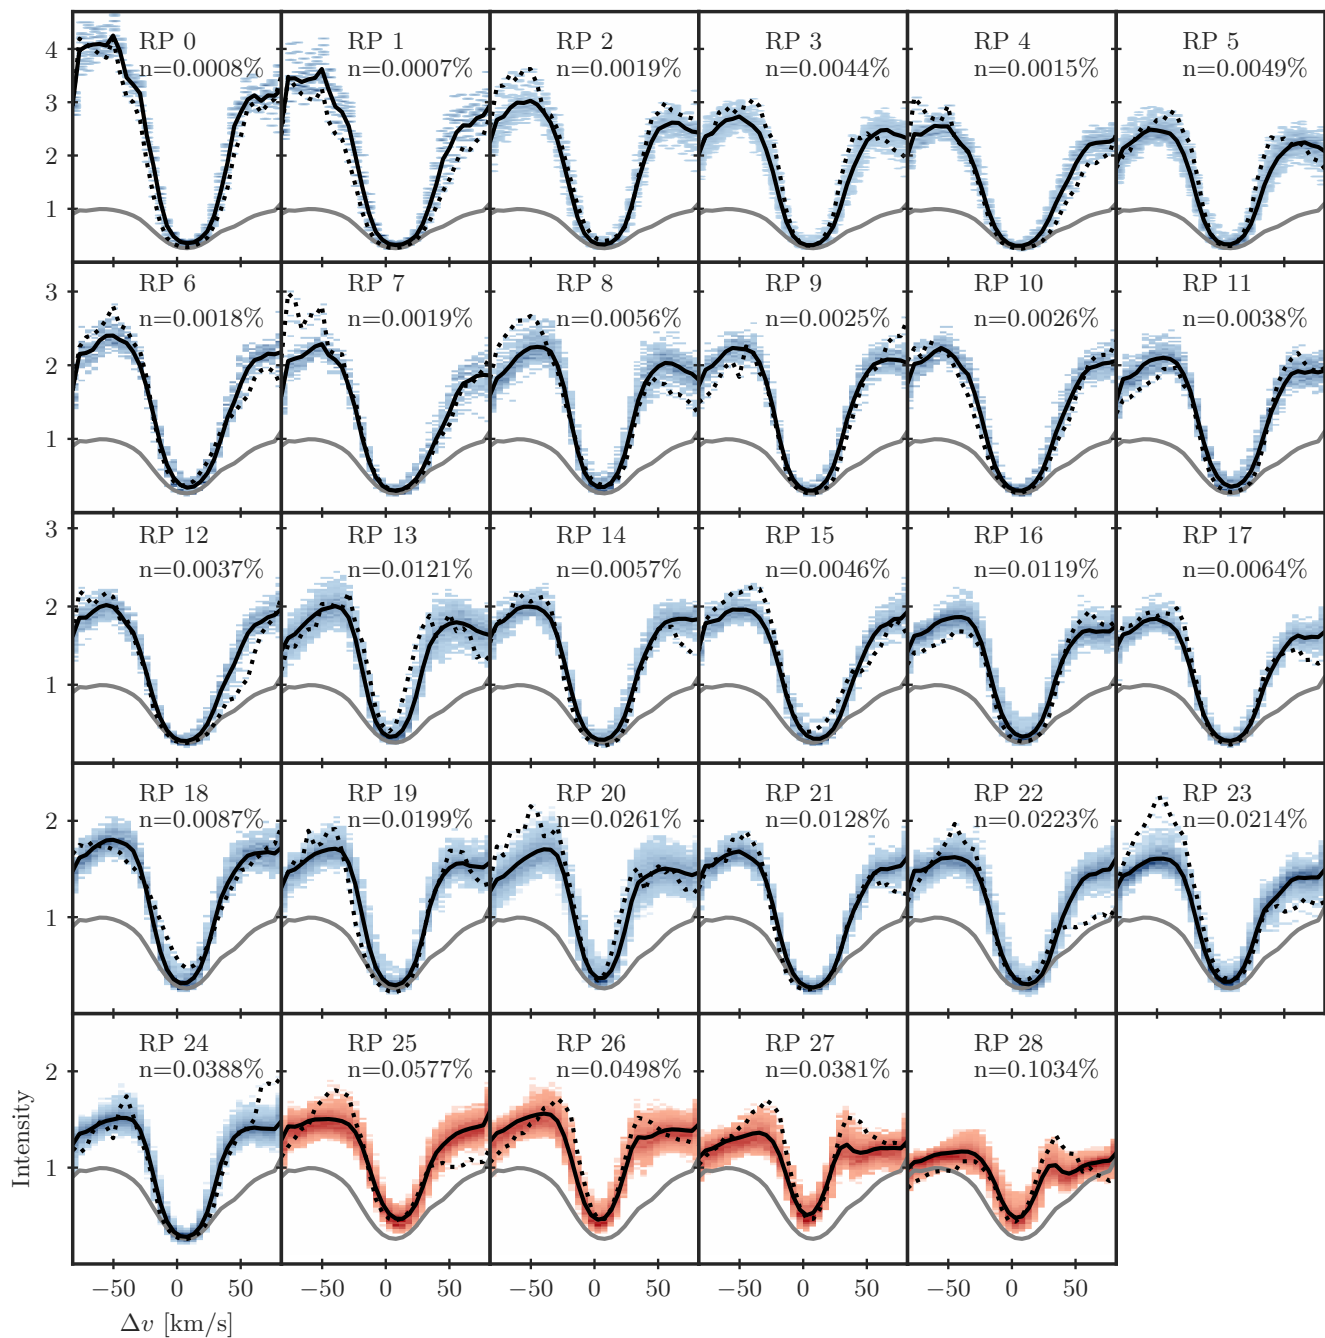 4
3
2
1
RP 0
n=0.0008%
RP 1
n=0.0007%
RP 2
n=0.0019%
RP 3
n=0.0044%
RP 4
n=0.0015%
RP 5
n=0.0049%
3
2
1
RP 6
n=0.0018%
RP 7
n=0.0019%
RP 8
n=0.0056%
RP 9
n=0.0025%
RP 10
n=0.0026%
RP 11
n=0.0038%
3
2
1
RP 12
n=0.0037%
RP 13
n=0.0121%
RP 14
n=0.0057%
RP 15
n=0.0046%
RP 16
n=0.0119%
RP 17
n=0.0064%
2
1
RP 18
n=0.0087%
RP 19
n=0.0199%
RP 20
n=0.0261%
RP 21
n=0.0128%
RP 22
n=0.0223%
RP 23
n=0.0214%
2
1
Intensity
RP 24
n=0.0388%
RP 25
n=0.0577%
RP 26
n=0.0498%
RP 27
n=0.0381%
RP 28
n=0.1034%
−50 0 50 −50 0 50 −50 0 50 −50 0 50 −50 0 50
Δv [km/s]